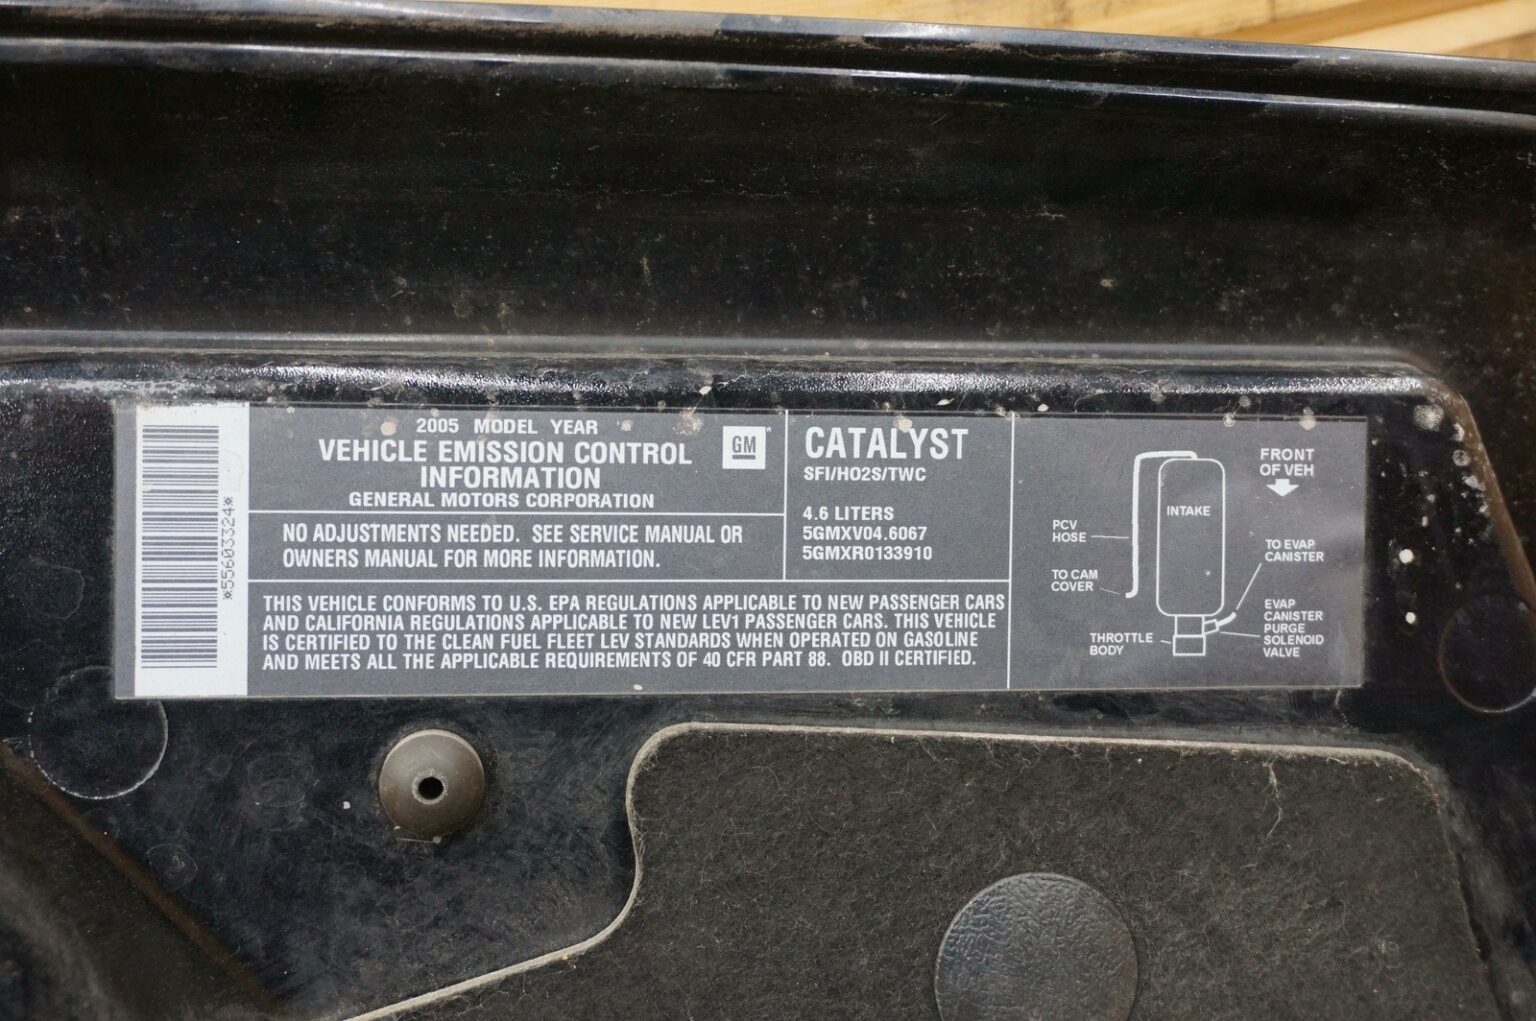 *55603324*
2005 MODEL YEAR
VEHICLE EMISSION CONTROL
INFORMATION
GENERAL MOTORS CORPORATION
GM
NO ADJUSTMENTS NEEDED. SEE SERVICE MANUAL OR
OWNERS MANUAL FOR MORE INFORMATION.
CATALYST
SFI/HO2S/TWC
4.6 LITERS
5GMXV04.6067
5GMXR0133910
THIS VEHICLE CONFORMS TO U.S. EPA REGULATIONS APPLICABLE TO NEW PASSENGER CARS
AND CALIFORNIA REGULATIONS APPLICABLE TO NEW LEV1 PASSENGER CARS. THIS VEHICLE
IS CERTIFIED TO THE CLEAN FUEL FLEET LEV STANDARDS WHEN OPERATED ON GASOLINE
AND MEETS ALL THE APPLICABLE REQUIREMENTS OF 40 CFR PART 88. OBD II CERTIFIED.
FRONT
OF VEH
INTAKE
PCV
HOSE
TO CAM
COVER
TO EVAP
CANISTER
EVAP
CANISTER
PURGE
SOLENOID
VALVE
THROTTLE
BODY